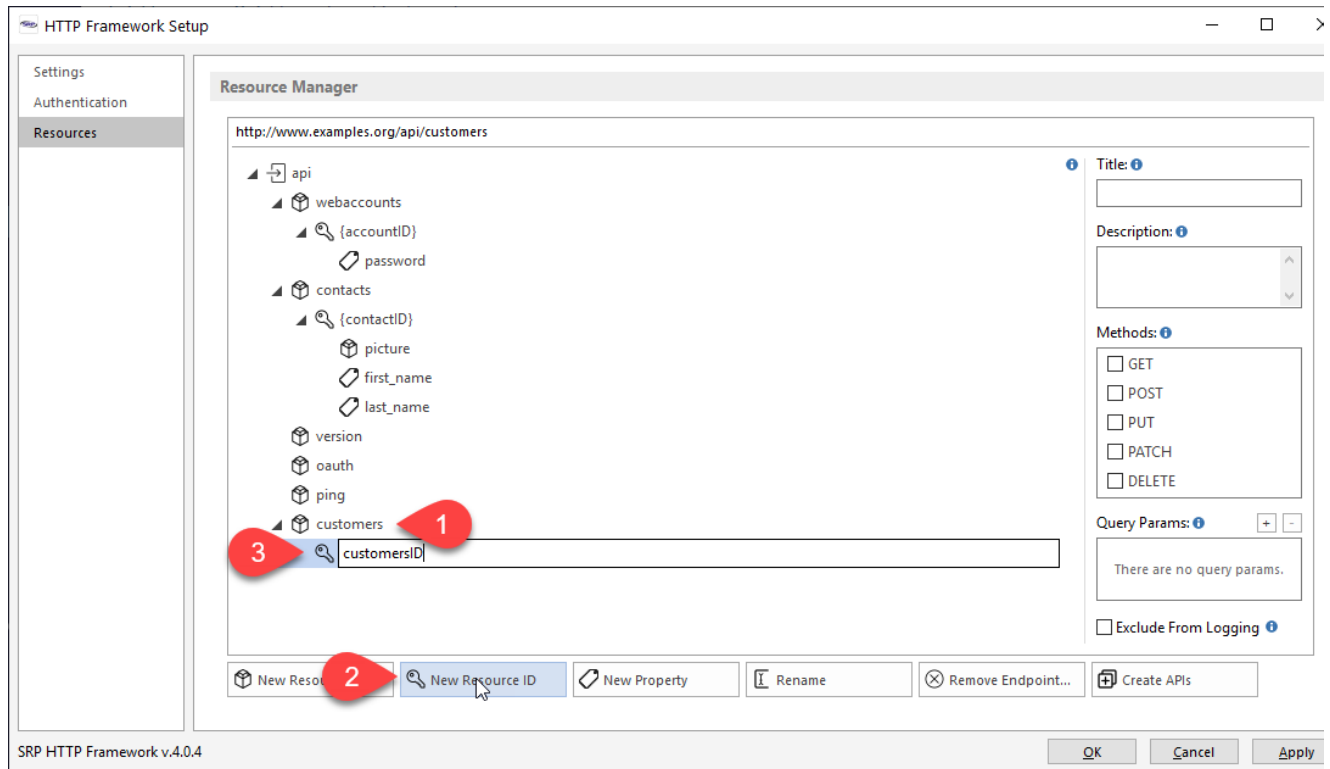 HTTP Framework Setup
Settings
Authentication
Resources
Resource Manager
http://www.examples.org/api/customers
api
webaccounts
{accountID}
password
contacts
{contactID}
picture
first_name
last_name
version
oauth
ping
customers
1
3
customersID
Title:
Description:
Methods:
GET
POST
PUT
PATCH
DELETE
Query Params:
+ -
There are no query params.
Exclude From Logging
New
2
New Resource ID
New Property
Rename
Remove Endpoint...
Create APIs
SRP HTTP Framework v.4.0.4
OK
Cancel
Apply